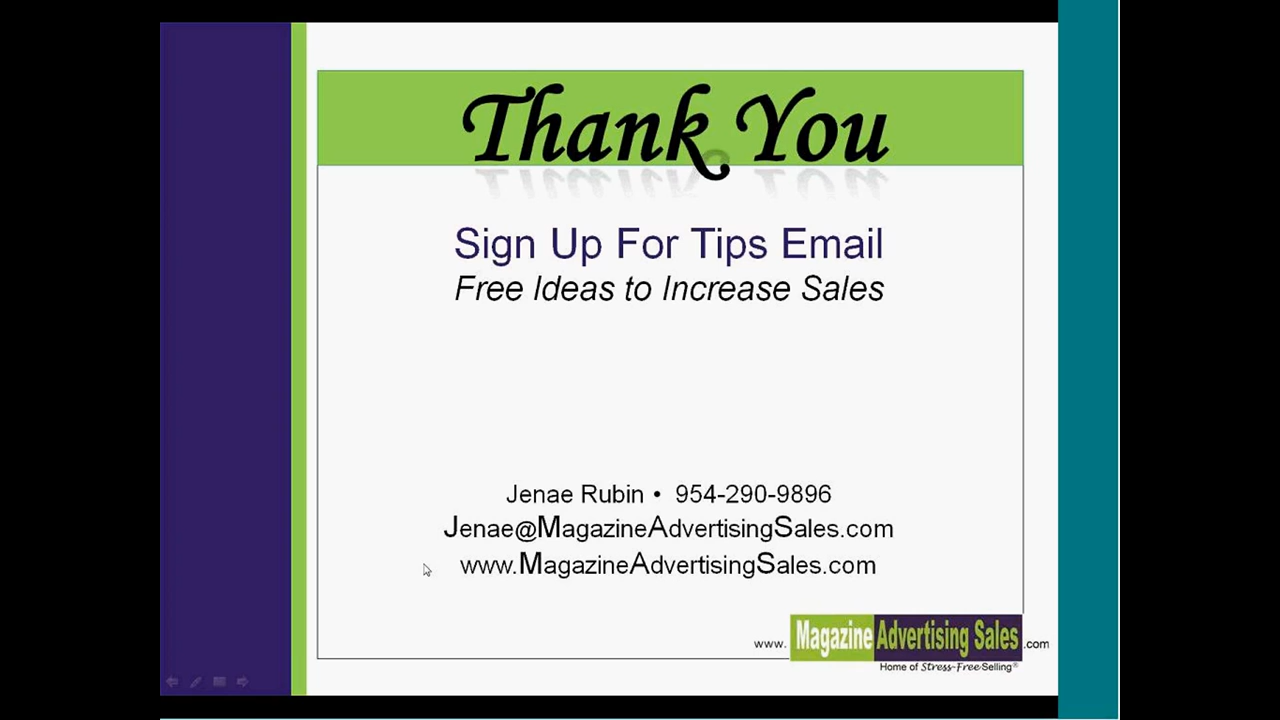 Thank You
Sign Up For Tips Email
Free Ideas to Increase Sales
Jenae Rubin • 954-290-9896
Jenae@MagazineAdvertisingSales.com
www.MagazineAdvertisingSales.com
www. Magazine Advertising Sales .com
Home of Stress-Free Selling®